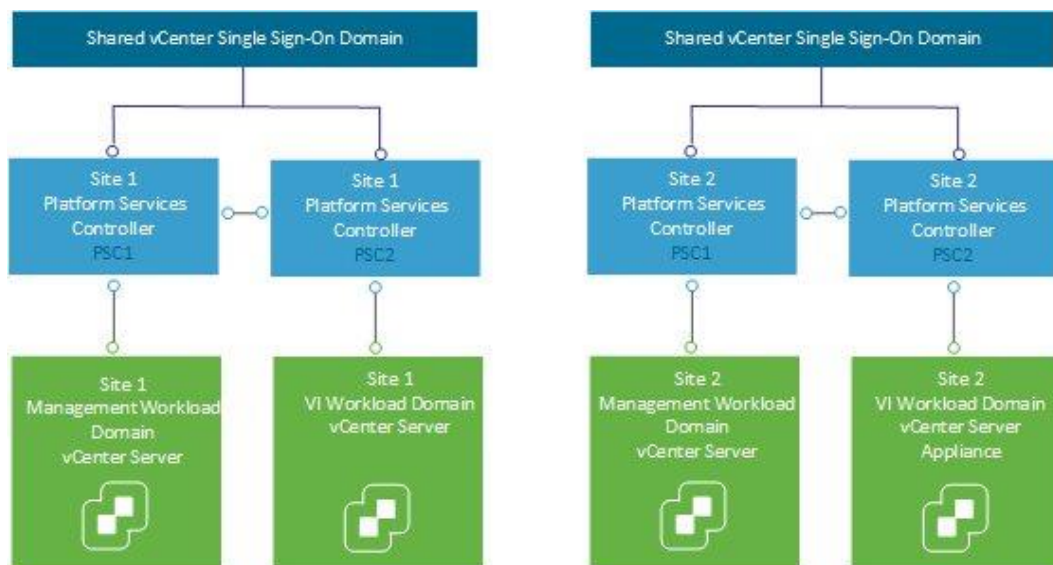 Shared vCenter Single Sign-On Domain
Shared vCenter Single Sign-On Domain
Site 1
Platform Services
Controller
PSC1
Site 1
Platform Services
Controller
PSC2
Site 2
Platform Services
Controller
PSC1
Site 2
Platform Services
Controller
PSC2
Site 1
Management Workload
Domain
vCenter Server
Site 1
VI Workload Domain
vCenter Server
Site 2
Management Workload
Domain
vCenter Server
Site 2
VI Workload Domain
vCenter Server
Appliance